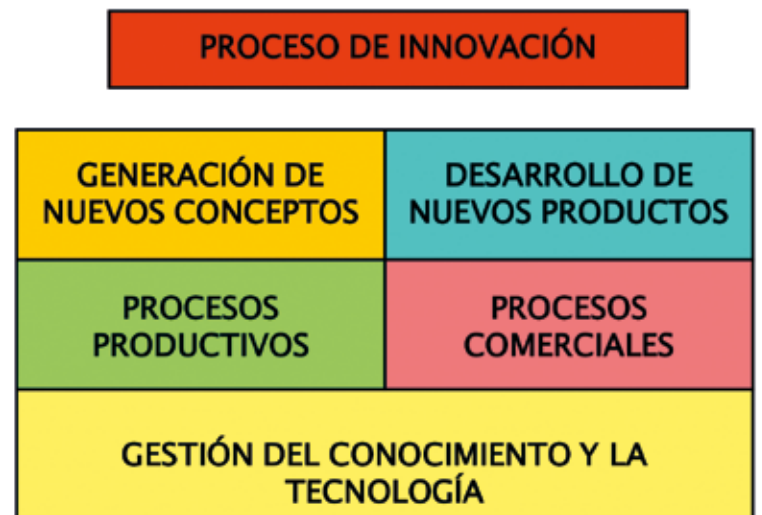 PROCESO DE INNOVACIÓN
GENERACIÓN DE
NUEVOS CONCEPTOS
DESARROLLO DE
NUEVOS PRODUCTOS
PROCESOS
PRODUCTIVOS
PROCESOS
COMERCIALES
GESTIÓN DEL CONOCIMIENTO Y LA
TECNOLOGÍA